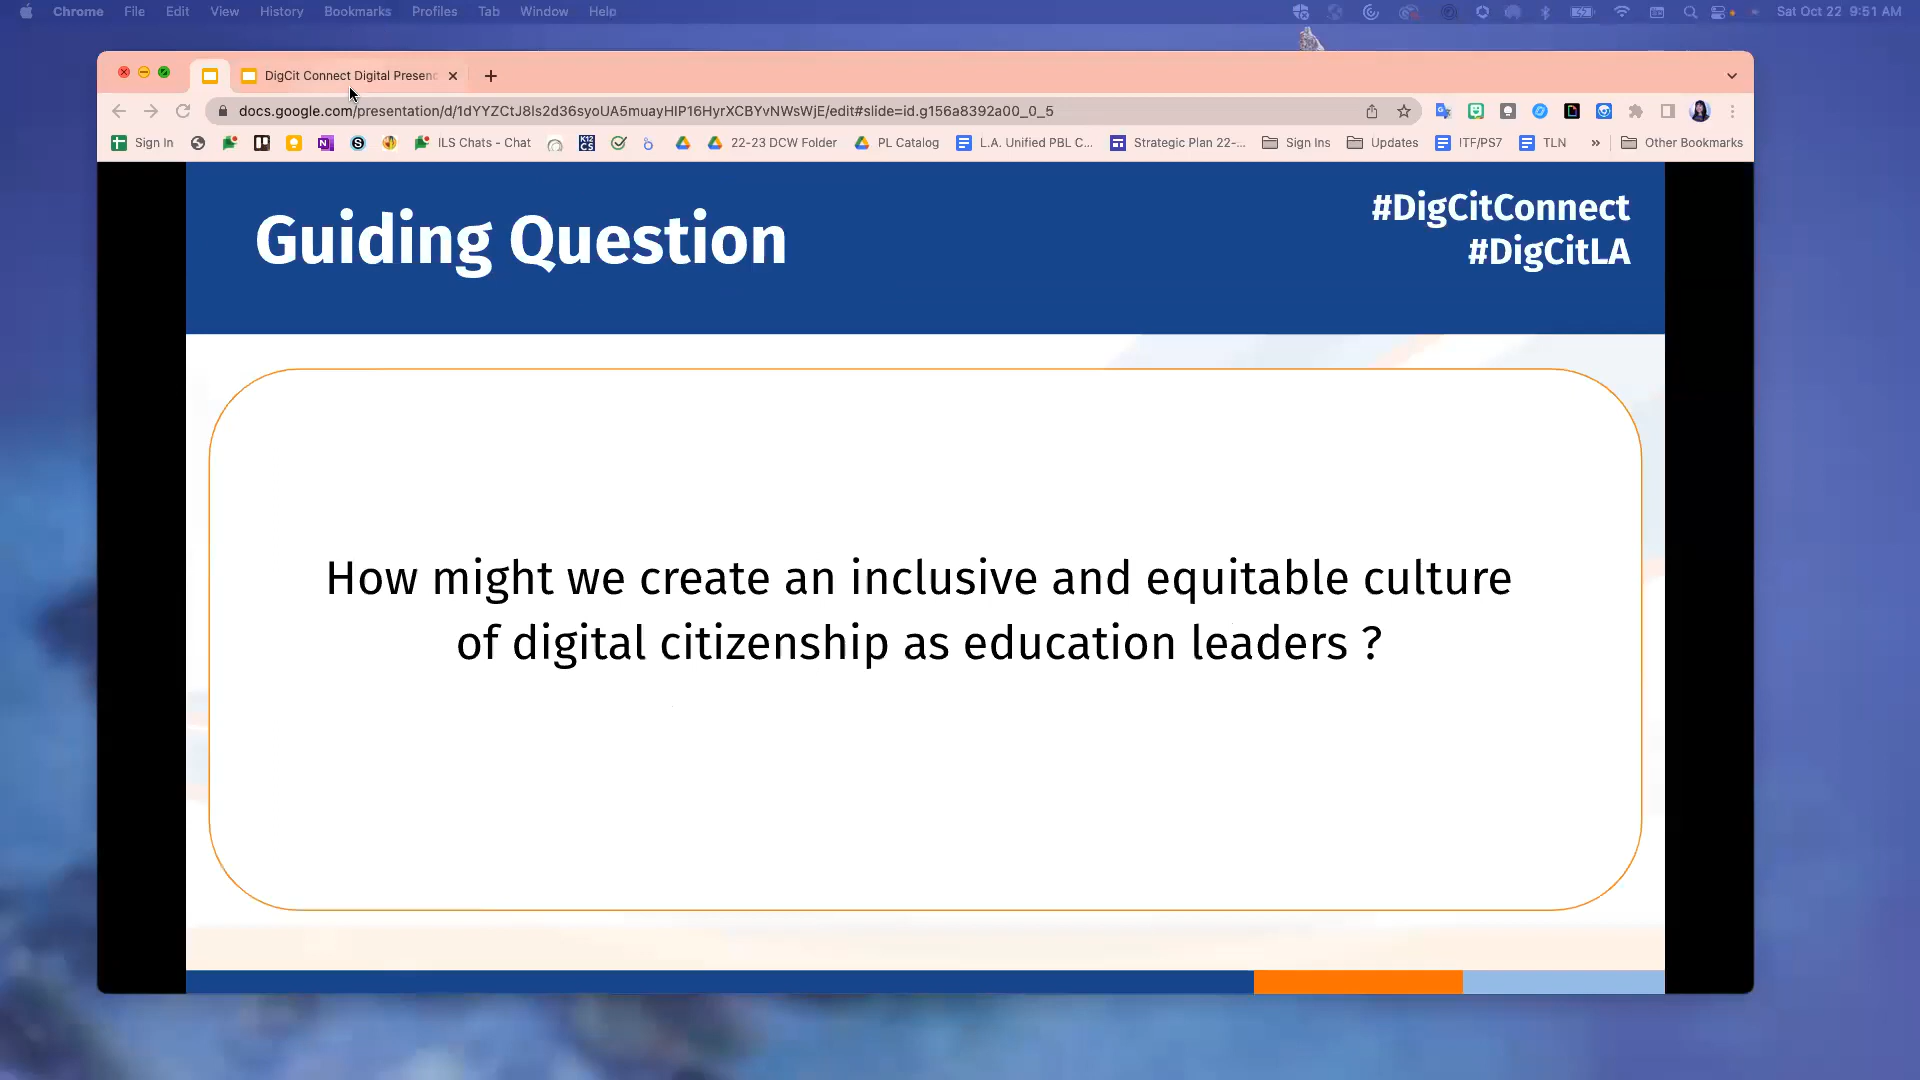 Chrome File Edit View History Bookmarks Profiles Tab Window Help
Sat Oct 22 9:51 AM
DigCit Connect Digital Presenc
docs.google.com/presentation/d/1dYYZCtJ8Is2d36syoUA5muayHIP16HyrXCBYvNWsWjE/edit#slide=id.g156a8392a00_0_5
Sign In ILS Chats - Chat 22-23 DCW Folder PL Catalog L.A. Unified PBL C... Strategic Plan 22-... Sign Ins Updates ITF/PS7 TLN » Other Bookmarks
Guiding Question
#DigCitConnect
#DigCitLA
How might we create an inclusive and equitable culture
of digital citizenship as education leaders ?